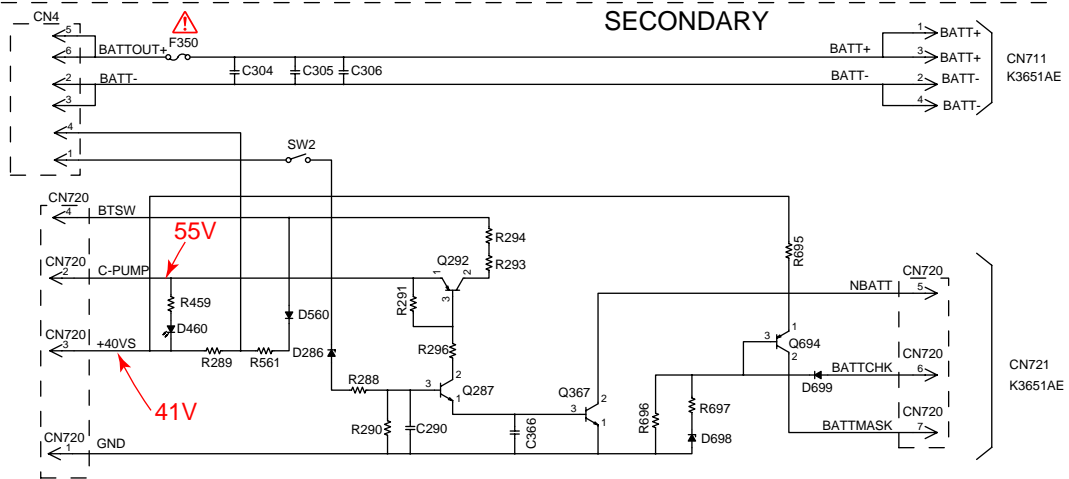 SECONDARY
CN4
5
6
2
3
4
1
BATTOUT+
F350
BATT-
C304
C305
C306
BATT+
BATT-
1
BATT+
3
BATT+
2
BATT-
4
BATT-
CN711
K3651AE
SW2
CN720
4
BTSW
55V
CN720
2
C-PUMP
R459
D460
CN720
3
+40VS
41V
R289
R561
D560
D286
R288
R290
C290
CN720
1
GND
Q292
1
2
3
R294
R293
R291
R296
3
2
1
Q287
C366
Q367
3
2
1
R695
NBATT
CN720
5
3
1
2
Q694
BATTCHK
CN720
6
D699
R696
R697
D698
BATTMASK
CN720
7
CN721
K3651AE